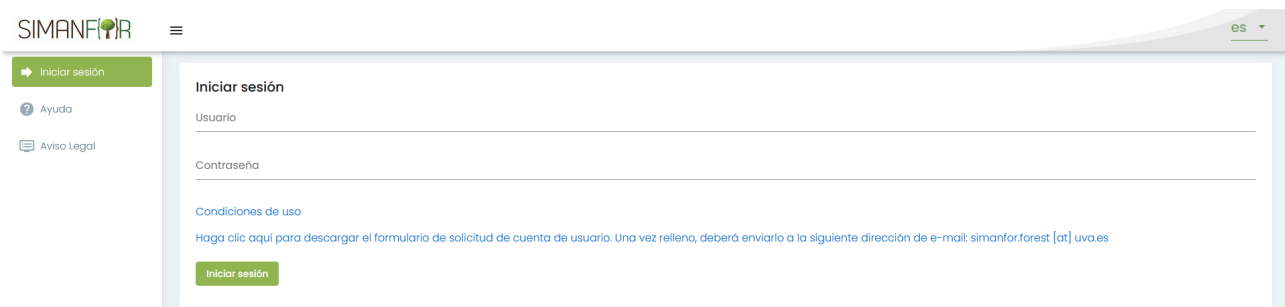 SIMANFOR
es
Iniciar sesión
Ayuda
Aviso Legal
Iniciar sesión
Usuario
Contraseña
Condiciones de uso
Haga clic aquí para descargar el formulario de solicitud de cuenta de usuario. Una vez relleno, deberá enviarlo a la siguiente dirección de e-mail: simanfor.forest [at] uva.es
Iniciar sesión